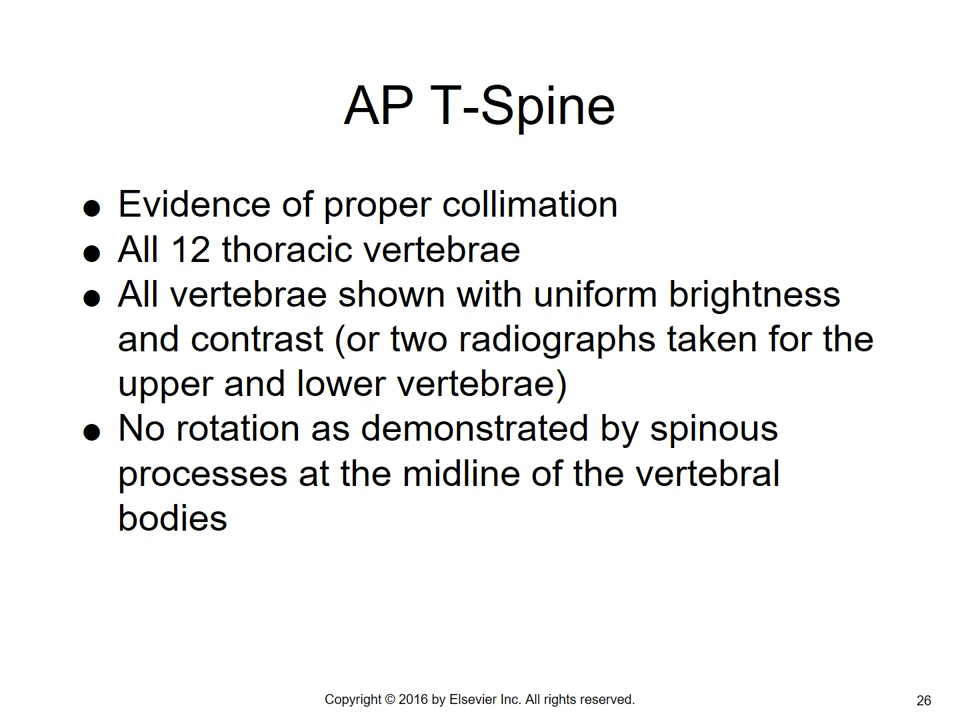 AP T-Spine
● Evidence of proper collimation
● All 12 thoracic vertebrae
● All vertebrae shown with uniform brightness
and contrast (or two radiographs taken for the
upper and lower vertebrae)
● No rotation as demonstrated by spinous
processes at the midline of the vertebral
bodies
Copyright © 2016 by Elsevier Inc. All rights reserved.
26